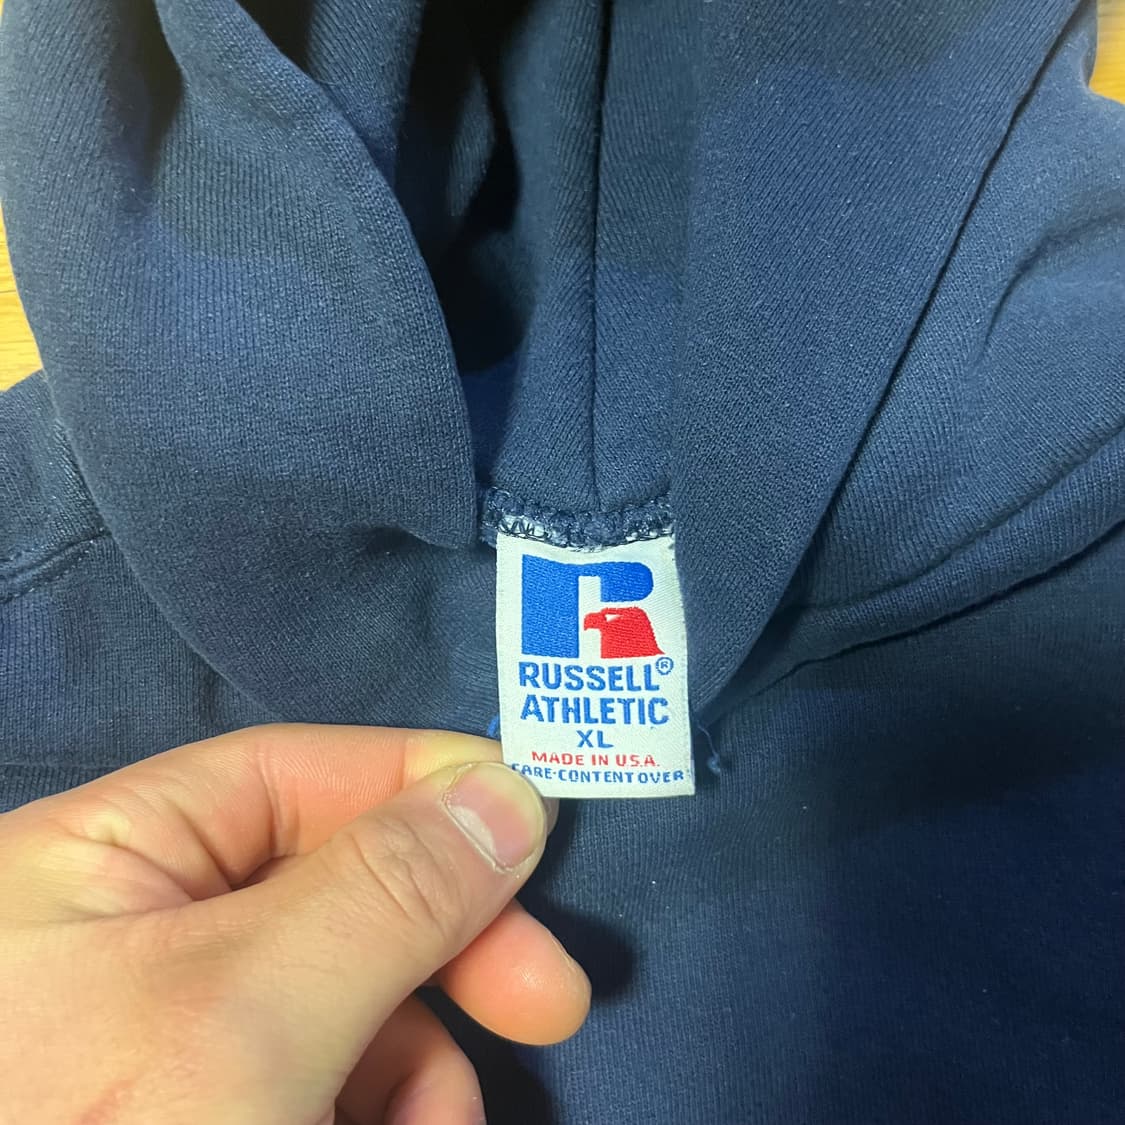 RUSSELL®
ATHLETIC
XL
MADE IN U.S.A.
CARE-CONTENT OVER